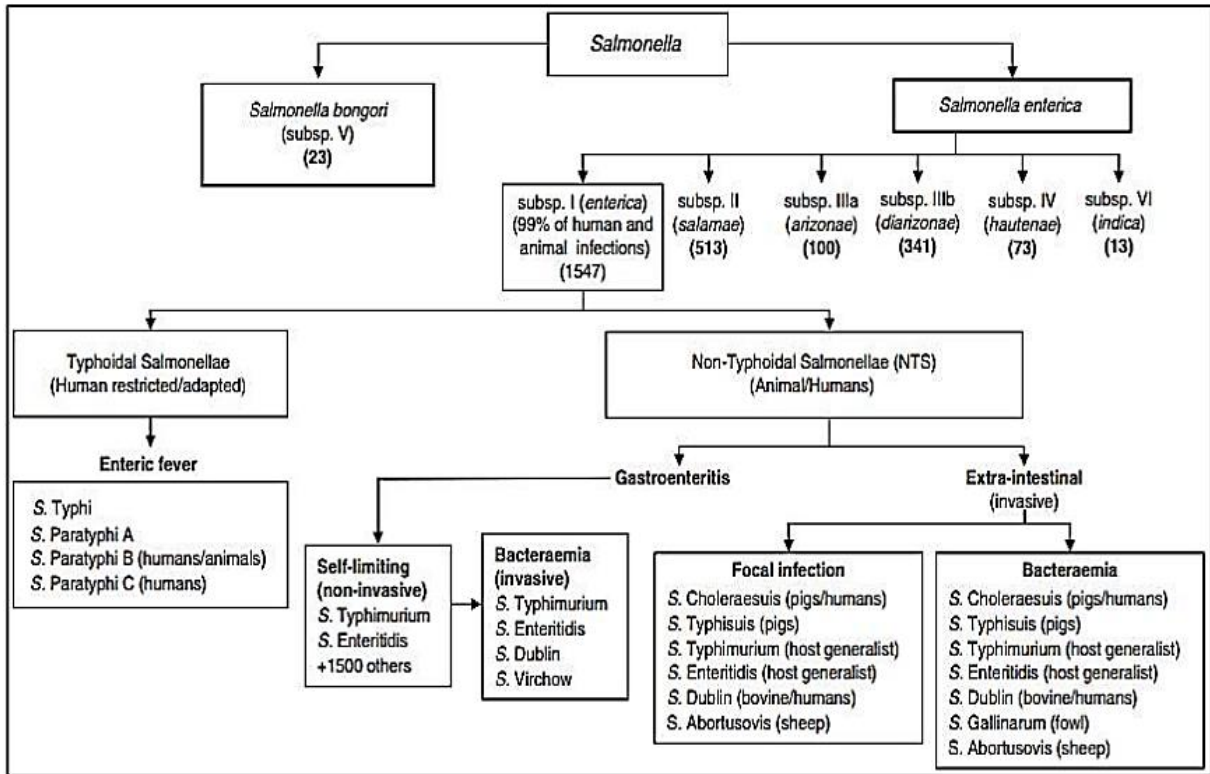 Salmonella
Salmonella bongori
(subsp. V)
(23)
Salmonella enterica
subsp. I (enterica)
(99% of human and
animal infections)
(1547)
subsp. II
(salamae)
(513)
subsp. IIIa
(arizonae)
(100)
subsp. IIIb
(diarizonae)
(341)
subsp. IV
(hautenae)
(73)
subsp. VI
(indica)
(13)
Typhoidal Salmonellae
(Human restricted/adapted)
Non-Typhoidal Salmonellae (NTS)
(Animal/Humans)
Enteric fever
S. Typhi
S. Paratyphi A
S. Paratyphi B (humans/animals)
S. Paratyphi C (humans)
Gastroenteritis
Extra-intestinal
(invasive)
Self-limiting
(non-invasive)
S. Typhimurium
S. Enteritidis
+1500 others
Bacteraemia
(invasive)
S. Typhimurium
S. Enteritidis
S. Dublin
S. Virchow
Focal infection
S. Choleraesuis (pigs/humans)
S. Typhisuis (pigs)
S. Typhimurium (host generalist)
S. Enteritidis (host generalist)
S. Dublin (bovine/humans)
S. Abortusovis (sheep)
Bacteraemia
S. Choleraesuis (pigs/humans)
S. Typhisuis (pigs)
S. Typhimurium (host generalist)
S. Enteritidis (host generalist)
S. Dublin (bovine/humans)
S. Gallinarum (fowl)
S. Abortusovis (sheep)